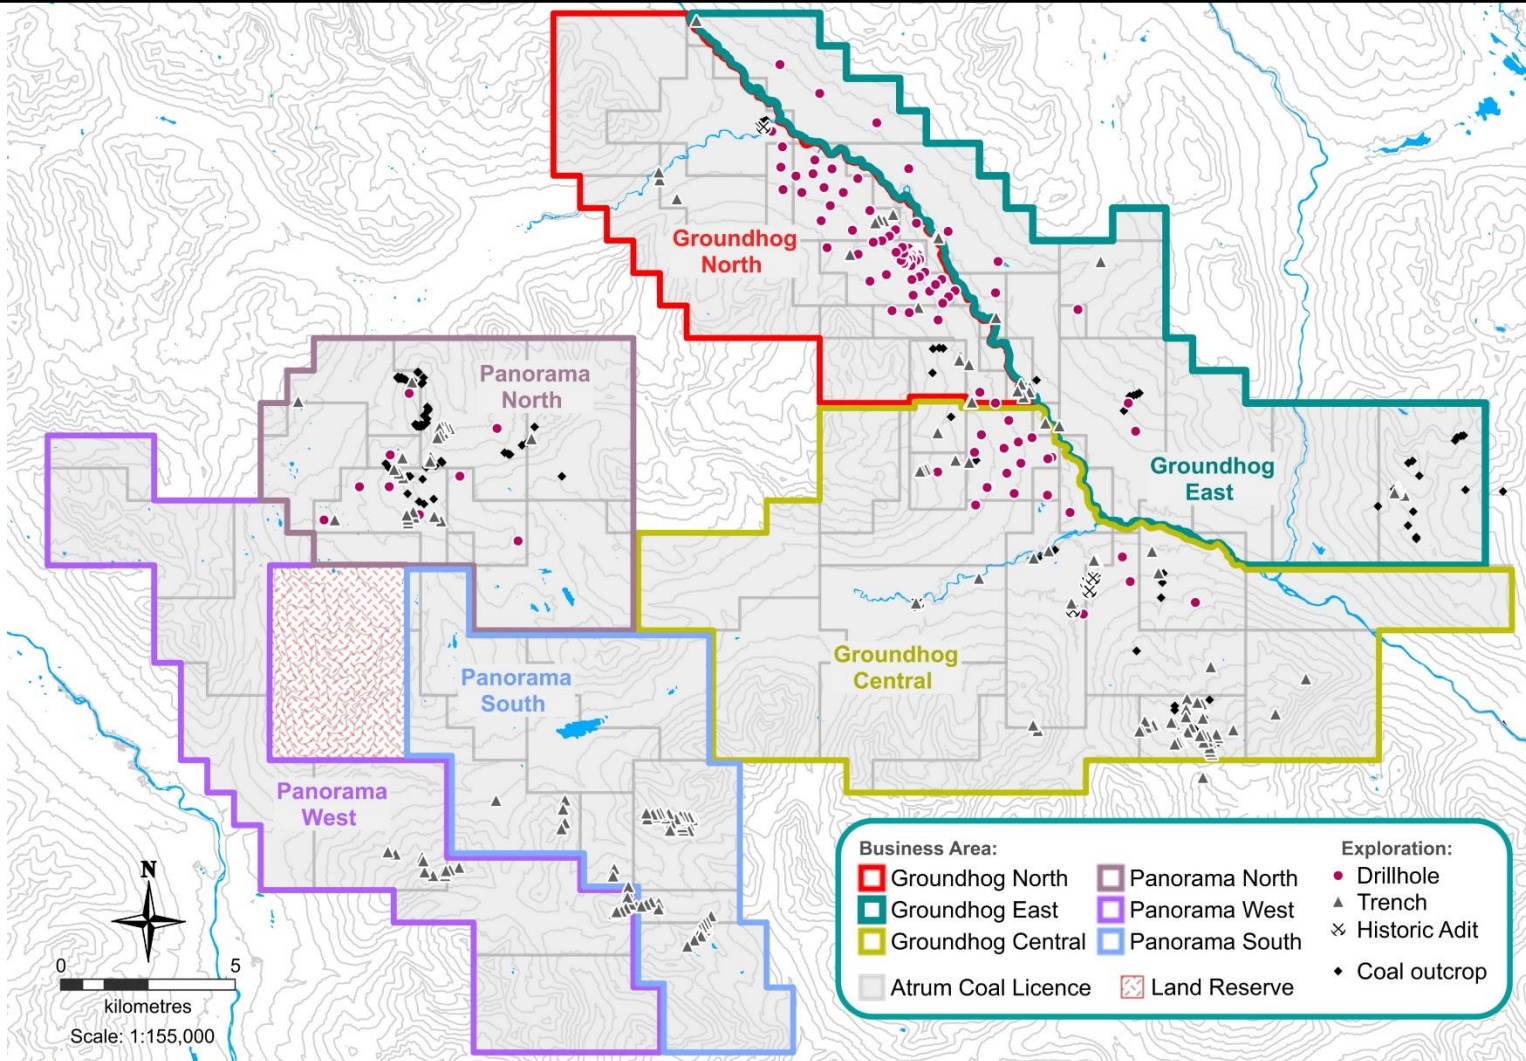 Groundhog
North
Panorama
North
Groundhog
East
Groundhog
Central
Panorama
South
Panorama
West
N
0 5
kilometres
Scale: 1:155,000
Business Area:
Groundhog North
Groundhog East
Groundhog Central
Panorama North
Panorama West
Panorama South
Atrum Coal Licence
Land Reserve
Exploration:
Drillhole
Trench
Historic Adit
Coal outcrop